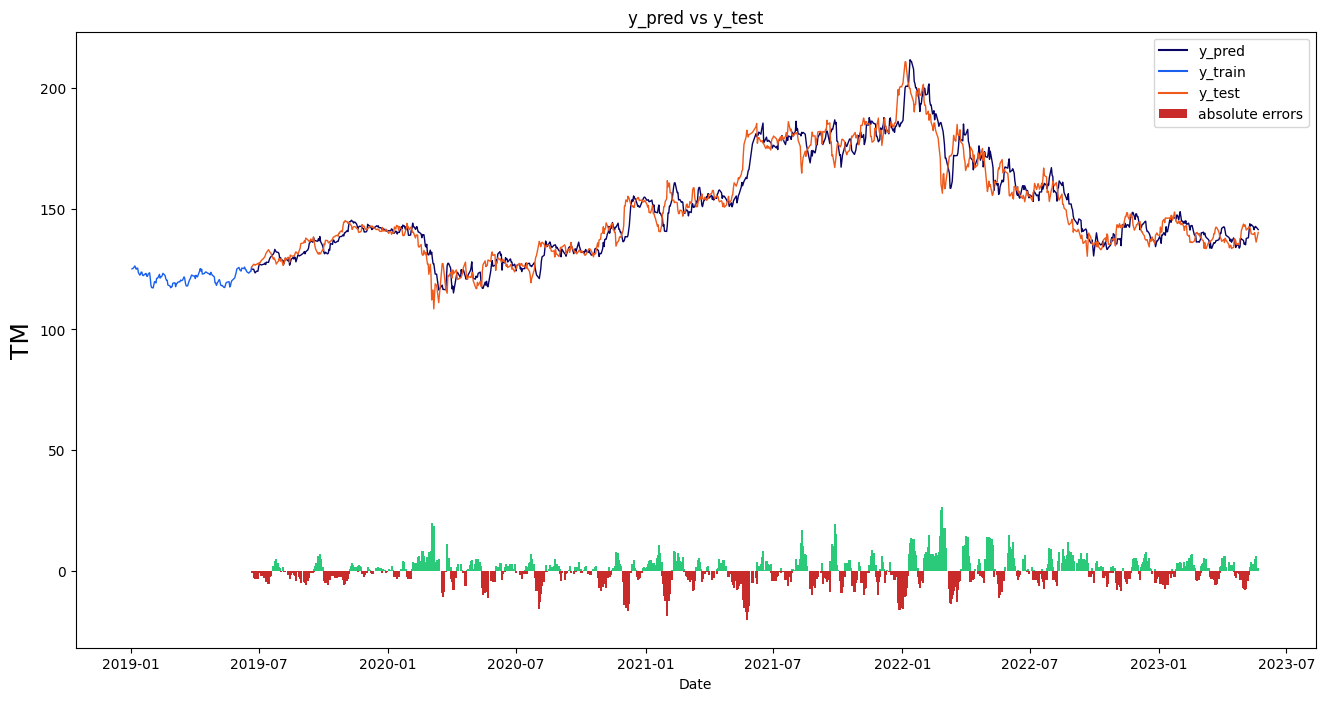 y_pred vs y_test
y_pred
y_train
y_test
absolute errors
TM
200
150
100
50
0
2019-01 2019-07 2020-01 2020-07 2021-01 2021-07 2022-01 2022-07 2023-01 2023-07
Date